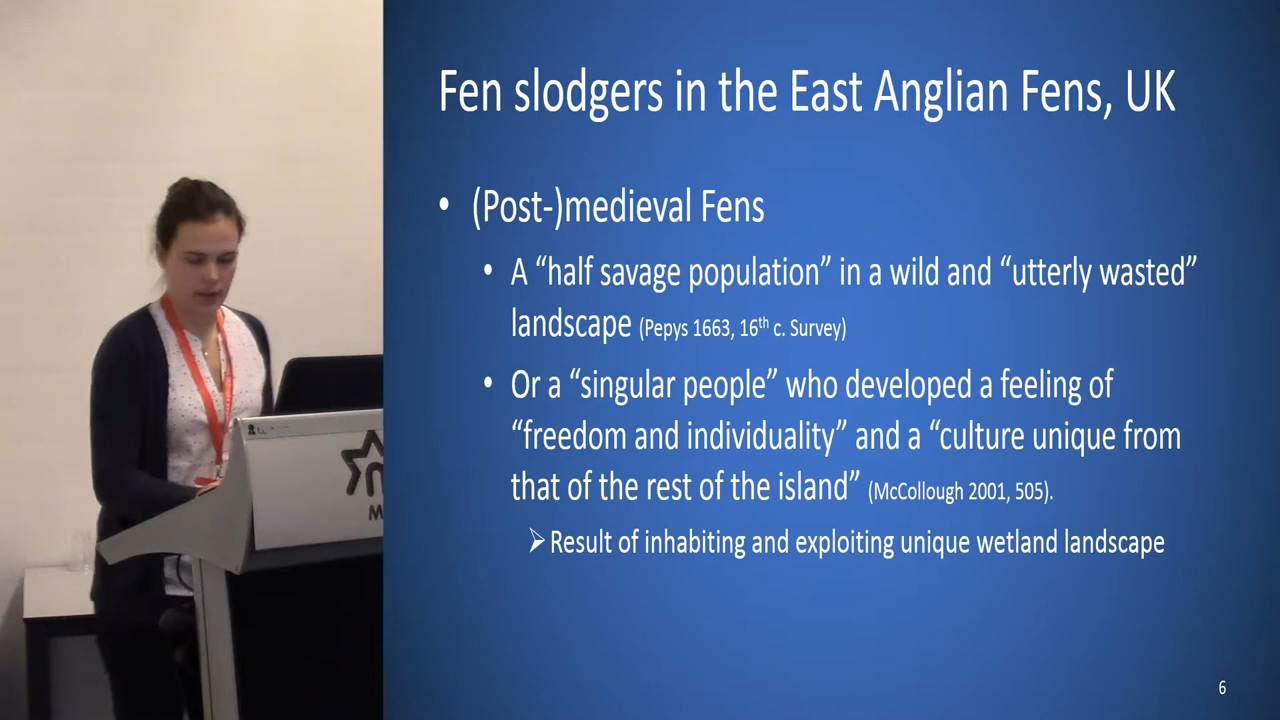 Fen slodgers in the East Anglian Fens, UK
• (Post-)medieval Fens
• A “half savage population” in a wild and “utterly wasted”
landscape (Pepys 1663, 16th c. Survey)
• Or a “singular people” who developed a feeling of
“freedom and individuality” and a “culture unique from
that of the rest of the island” (McCollough 2001, 505).
➢Result of inhabiting and exploiting unique wetland landscape
6